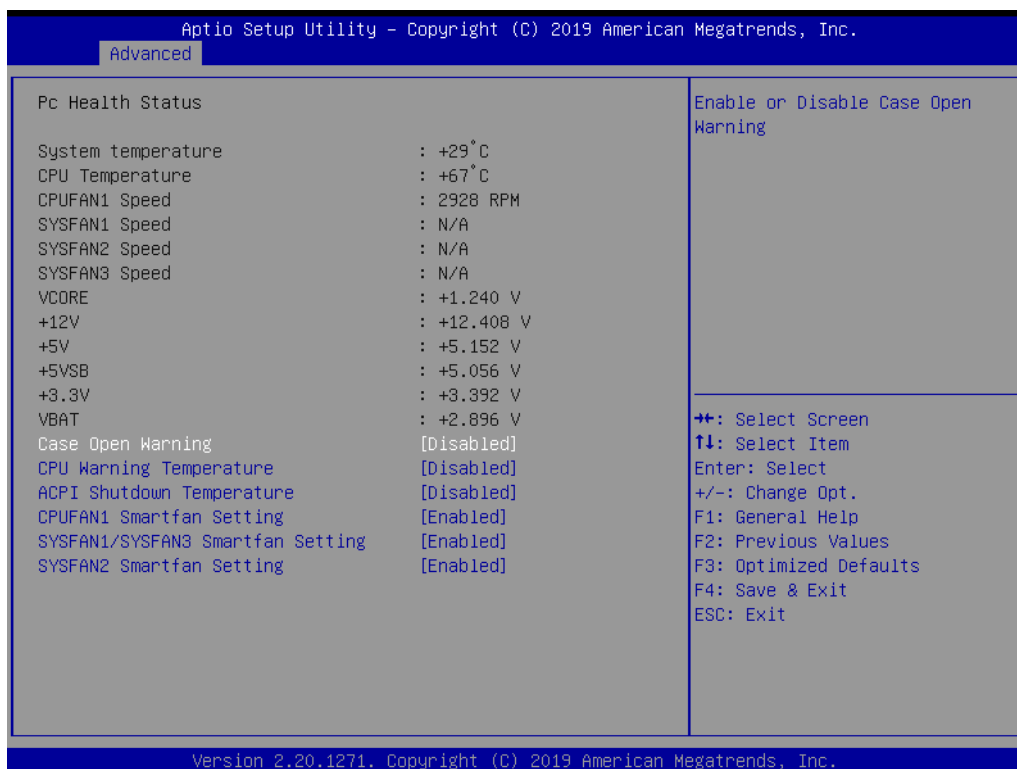 Aptio Setup Utility – Copyright (C) 2019 American Megatrends, Inc.
Advanced
Pc Health Status
System temperature : +29°C
CPU Temperature : +67°C
CPUFAN1 Speed : 2928 RPM
SYSFAN1 Speed : N/A
SYSFAN2 Speed : N/A
SYSFAN3 Speed : N/A
VCORE : +1.240 V
+12V : +12.408 V
+5V : +5.152 V
+5VSB : +5.056 V
+3.3V : +3.392 V
VBAT : +2.896 V
Case Open Warning [Disabled]
CPU Warning Temperature [Disabled]
ACPI Shutdown Temperature [Disabled]
CPUFAN1 Smartfan Setting [Enabled]
SYSFAN1/SYSFAN3 Smartfan Setting [Enabled]
SYSFAN2 Smartfan Setting [Enabled]
Enable or Disable Case Open
Warning
→←: Select Screen
↑↓: Select Item
Enter: Select
+/-: Change Opt.
F1: General Help
F2: Previous Values
F3: Optimized Defaults
F4: Save & Exit
ESC: Exit
Version 2.20.1271. Copyright (C) 2019 American Megatrends, Inc.